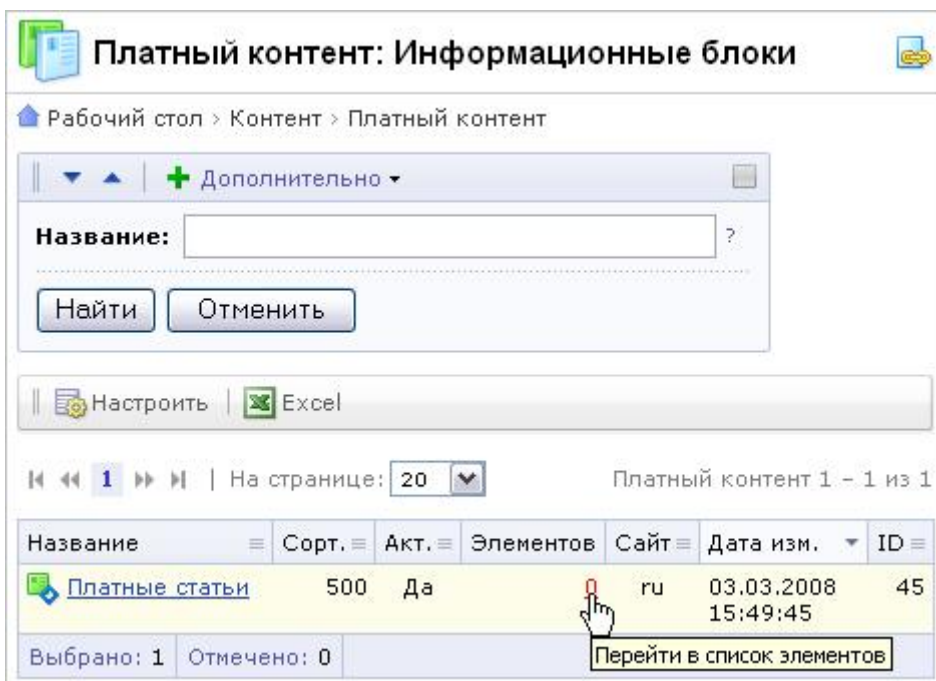 Платный контент: Информационные блоки
Рабочий стол > Контент > Платный контент
Дополнительно
Название: ?
Найти Отменить
Настроить | Excel
1 | На странице: 20 Платный контент 1 – 1 из 1
Название Сорт. Акт. Элементов Сайт Дата изм. ID
Платные статьи 500 Да 0 ru 03.03.2008 45
15:49:45
Выбрано: 1 Отмечено: 0 Перейти в список элементов